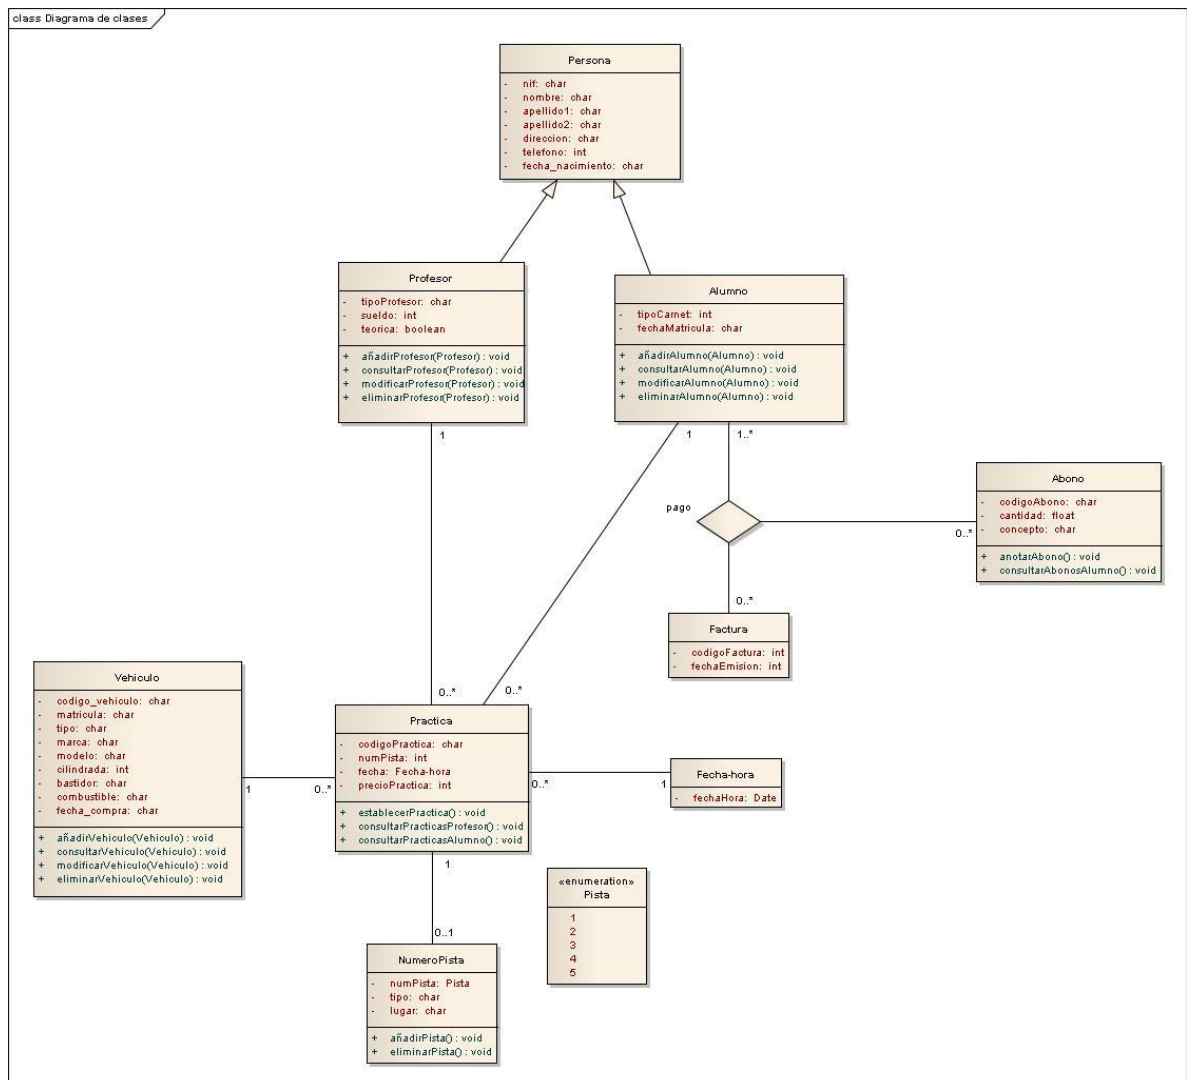 class Diagrama de clases
Persona
- nif: char
- nombre: char
- apellido1: char
- apellido2: char
- direccion: char
- telefono: int
- fecha_nacimiento: char
Profesor
- tipoProfesor: char
- sueldo: int
- teorica: boolean
+ añadirProfesor(Profesor) : void
+ consultarProfesor(Profesor) : void
+ modificarProfesor(Profesor) : void
+ eliminarProfesor(Profesor) : void
Alumno
- tipoCarnet: int
- fechaMatricula: char
+ añadirAlumno(Alumno) : void
+ consultarAlumno(Alumno) : void
+ modificarAlumno(Alumno) : void
+ eliminarAlumno(Alumno) : void
1
1
1..*
Abono
- codigoAbono: char
- cantidad: float
- concepto: char
+ anotarAbono() : void
+ consultarAbonosAlumno() : void
pago
0..*
0..*
Factura
- codigoFactura: int
- fechaEmision: int
Vehiculo
- codigo_vehiculo: char
- matricula: char
- tipo: char
- marca: char
- modelo: char
- cilindrada: int
- bastidor: char
- combustible: char
- fecha_compra: char
+ añadirVehiculo(Vehiculo) : void
+ consultarVehiculo(Vehiculo) : void
+ modificarVehiculo(Vehiculo) : void
+ eliminarVehiculo(Vehiculo) : void
0..*
0..*
Practica
- codigoPractica: char
- numPista: int
- fecha: Fecha-hora
- precioPractica: int
+ establecerPractica() : void
+ consultarPracticasProfesor() : void
+ consultarPracticasAlumno() : void
1
0..*
0..*
1
Fecha-hora
- fechaHora: Date
1
0..1
«enumeration»
Pista
1
2
3
4
5
NumeroPista
- numPista: Pista
- tipo: char
- lugar: char
+ añadirPista() : void
+ eliminarPista() : void